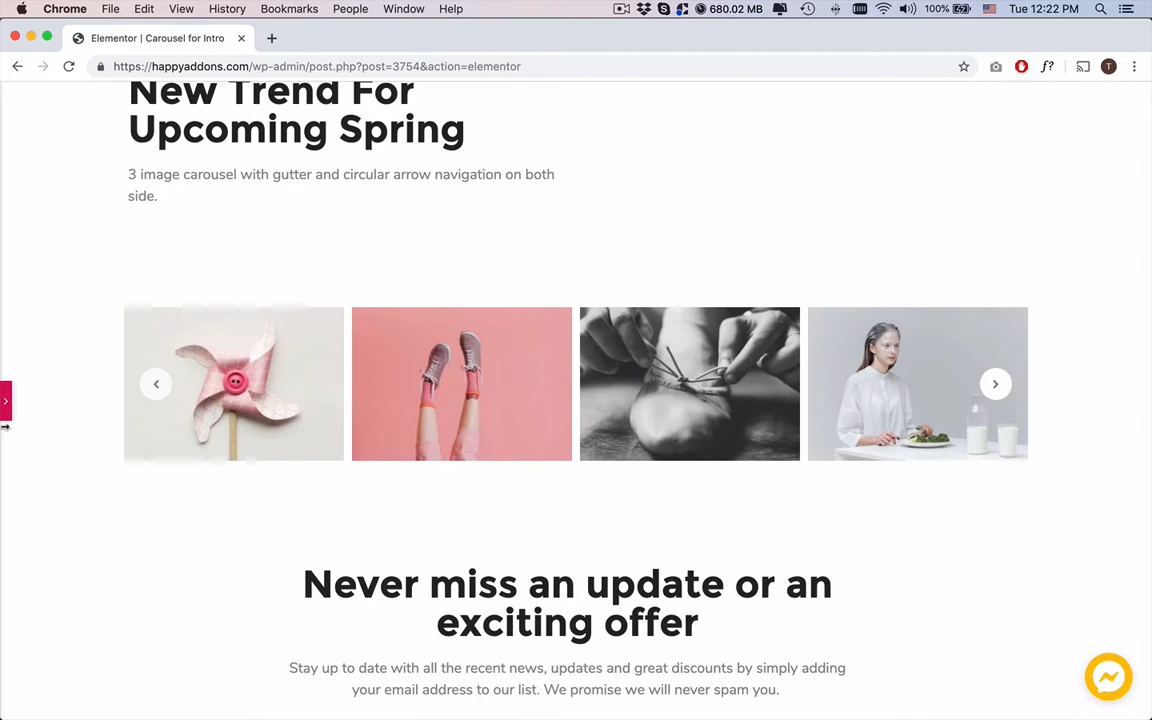 Chrome File Edit View History Bookmarks People Window Help 680.02 MB 100% Tue 12:22 PM
Elementor | Carousel for Intro
https://happyaddons.com/wp-admin/post.php?post=3754&action=elementor
f?
T
New Trend For
Upcoming Spring
3 image carousel with gutter and circular arrow navigation on both
side.
Never miss an update or an
exciting offer
Stay up to date with all the recent news, updates and great discounts by simply adding
your email address to our list. We promise we will never spam you.